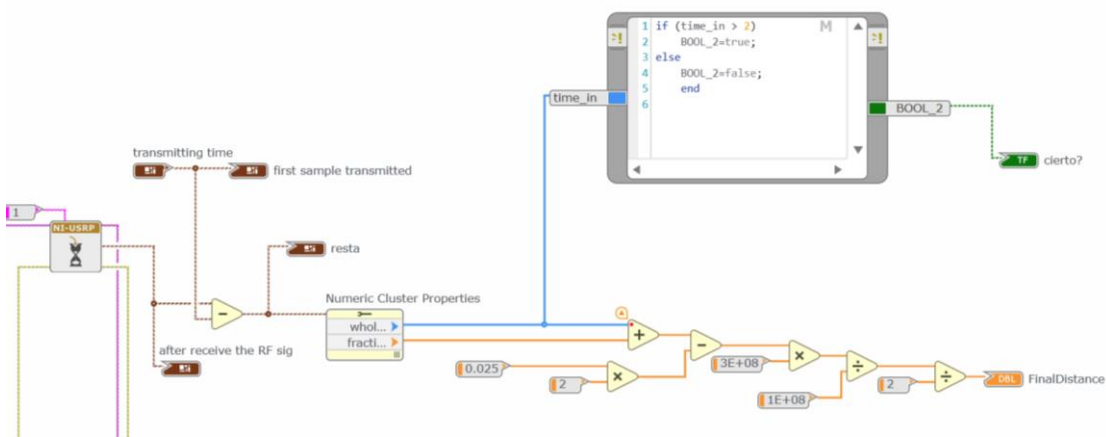 1 if (time_in > 2)
M
2 BOOL_2=true;
3 else
4 BOOL_2=false;
5 end
6
time_in
BOOL_2
TF
cierto?
transmitting time
first sample transmitted
1
NI-USRP
resta
Numeric Cluster Properties
whol...
fracti...
after receive the RF sig
+
-
-
0.025
2
×
3E+08
×
÷
1E+08
2
÷
DBL
FinalDistance